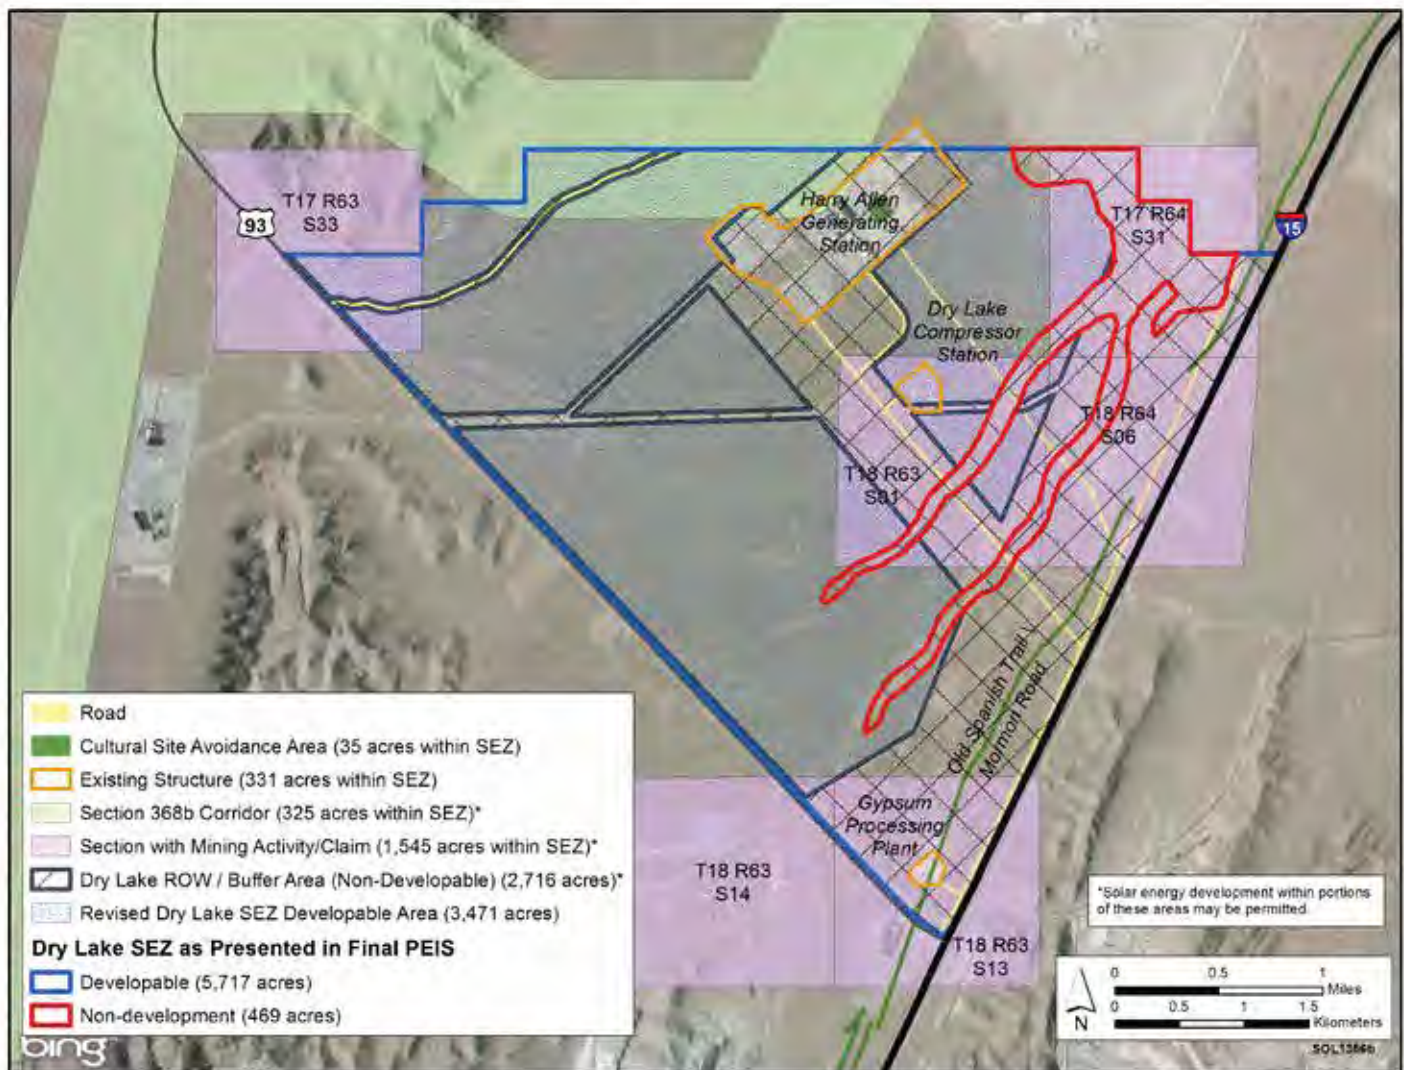 T17 R63
S33
93
Harry Allen
Generating
Station
T17 R64
S31
15
Dry Lake
Compressor
Station
T18 R64
S06
T18 R63
S01
Old Spanish Trail
Mormon Road
Gypsum
Processing
Plant
T18 R63
S14
T18 R63
S13
Road
Cultural Site Avoidance Area (35 acres within SEZ)
Existing Structure (331 acres within SEZ)
Section 368b Corridor (325 acres within SEZ)*
Section with Mining Activity/Claim (1,545 acres within SEZ)*
Dry Lake ROW / Buffer Area (Non-Developable) (2,716 acres)*
Revised Dry Lake SEZ Developable Area (3,471 acres)
Dry Lake SEZ as Presented in Final PEIS
Developable (5,717 acres)
Non-development (469 acres)
bing
*Solar energy development within portions
of these areas may be permitted.
N
0 0.5 1
Miles
0 0.5 1 1.5
Kilometers